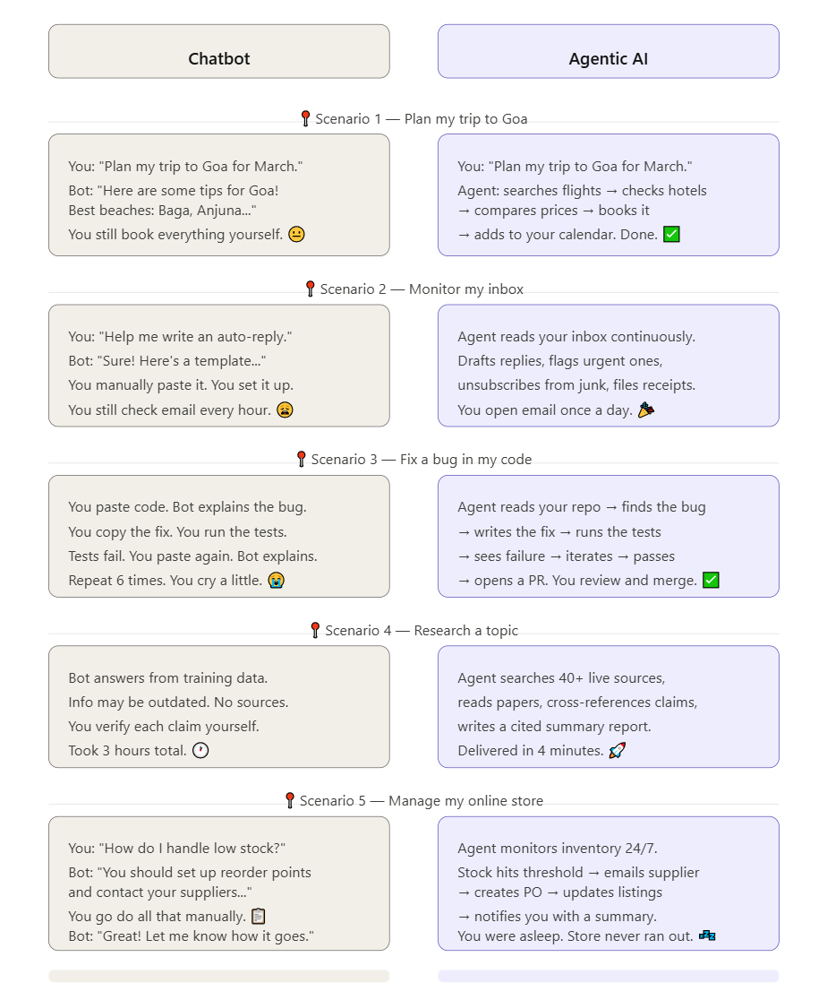 Chatbot
Agentic AI
📍 Scenario 1 — Plan my trip to Goa
You: "Plan my trip to Goa for March."
Bot: "Here are some tips for Goa!
Best beaches: Baga, Anjuna..."
You still book everything yourself. 😐
You: "Plan my trip to Goa for March."
Agent: searches flights → checks hotels
→ compares prices → books it
→ adds to your calendar. Done. ✅
📍 Scenario 2 — Monitor my inbox
You: "Help me write an auto-reply."
Bot: "Sure! Here's a template..."
You manually paste it. You set it up.
You still check email every hour. 😩
Agent reads your inbox continuously.
Drafts replies, flags urgent ones,
unsubscribes from junk, files receipts.
You open email once a day. 🎉
📍 Scenario 3 — Fix a bug in my code
You paste code. Bot explains the bug.
You copy the fix. You run the tests.
Tests fail. You paste again. Bot explains.
Repeat 6 times. You cry a little. 😭
Agent reads your repo → finds the bug
→ writes the fix → runs the tests
→ sees failure → iterates → passes
→ opens a PR. You review and merge. ✅
📍 Scenario 4 — Research a topic
Bot answers from training data.
Info may be outdated. No sources.
You verify each claim yourself.
Took 3 hours total. 🕐
Agent searches 40+ live sources,
reads papers, cross-references claims,
writes a cited summary report.
Delivered in 4 minutes. 🚀
📍 Scenario 5 — Manage my online store
You: "How do I handle low stock?"
Bot: "You should set up reorder points
and contact your suppliers..."
You go do all that manually. 📋
Bot: "Great! Let me know how it goes."
Agent monitors inventory 24/7.
Stock hits threshold → emails supplier
→ creates PO → updates listings
→ notifies you with a summary.
You were asleep. Store never ran out. 💤